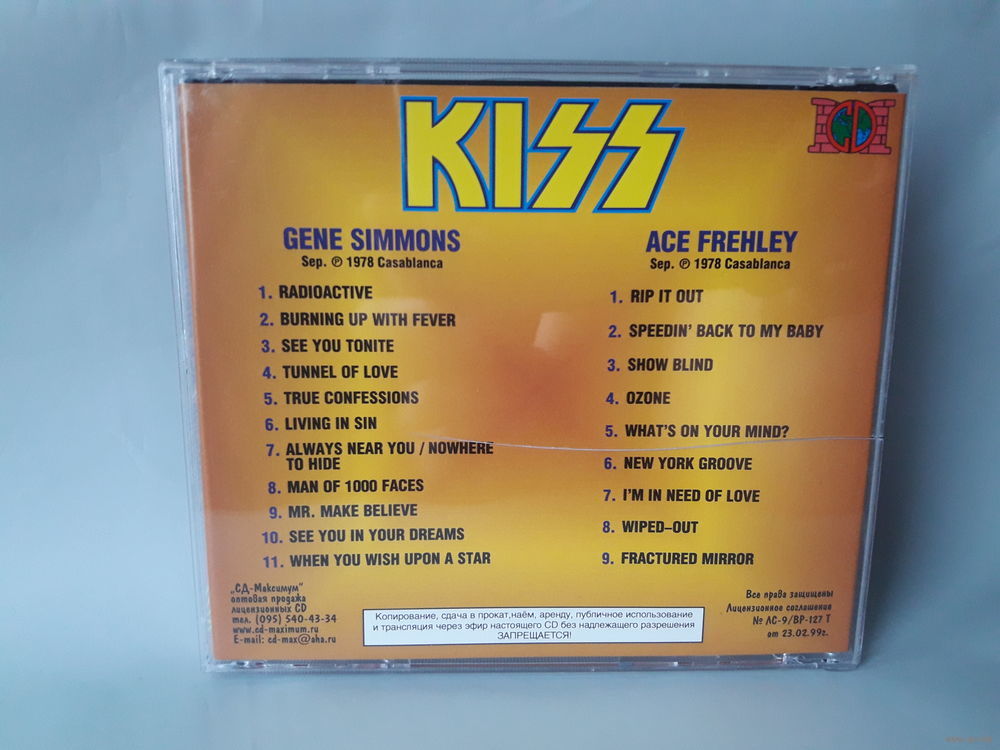 KISS
CD
GENE SIMMONS
Sep. ℗ 1978 Casablanca
1. RADIOACTIVE
2. BURNING UP WITH FEVER
3. SEE YOU TONITE
4. TUNNEL OF LOVE
5. TRUE CONFESSIONS
6. LIVING IN SIN
7. ALWAYS NEAR YOU / NOWHERE
TO HIDE
8. MAN OF 1000 FACES
9. MR. MAKE BELIEVE
10. SEE YOU IN YOUR DREAMS
11. WHEN YOU WISH UPON A STAR
ACE FREHLEY
Sep. ℗ 1978 Casablanca
1. RIP IT OUT
2. SPEEDIN' BACK TO MY BABY
3. SHOW BLIND
4. OZONE
5. WHAT'S ON YOUR MIND?
6. NEW YORK GROOVE
7. I'M IN NEED OF LOVE
8. WIPED-OUT
9. FRACTURED MIRROR
„СД-Максимум"
оптовая продажа
лицензионных CD
тел. (095) 540-43-34
www.cd-maximum.ru
E-mail: cd-max@aha.ru
Копирование, сдача в прокат,наём, аренду, публичное использование
и трансляция через эфир настоящего CD без надлежащего разрешения
ЗАПРЕЩАЕТСЯ!
Все права защищены
Лицензионное соглашение
№ ЛС-9/ВР-127 Т
от 23.02.99г.